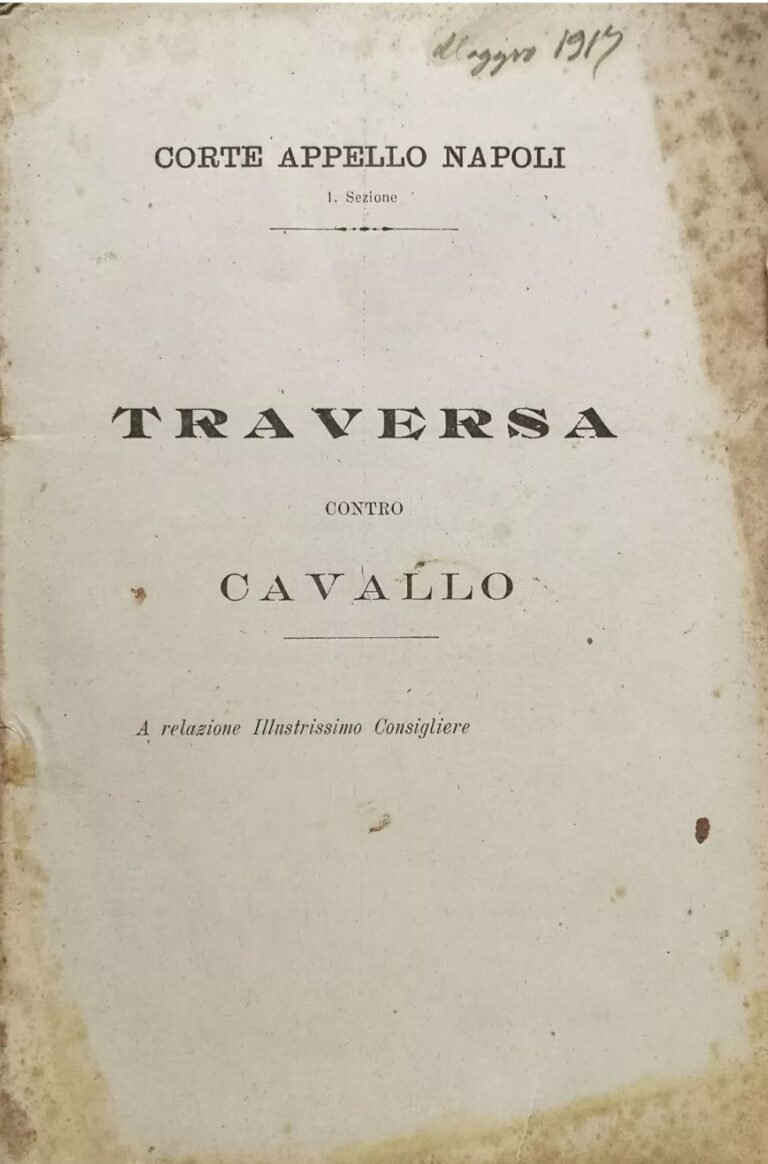 Maggio 1917
CORTE APPELLO NAPOLI
1. Sezione
TRAVERSA
CONTRO
CAVALLO
A relazione Illustrissimo Consigliere